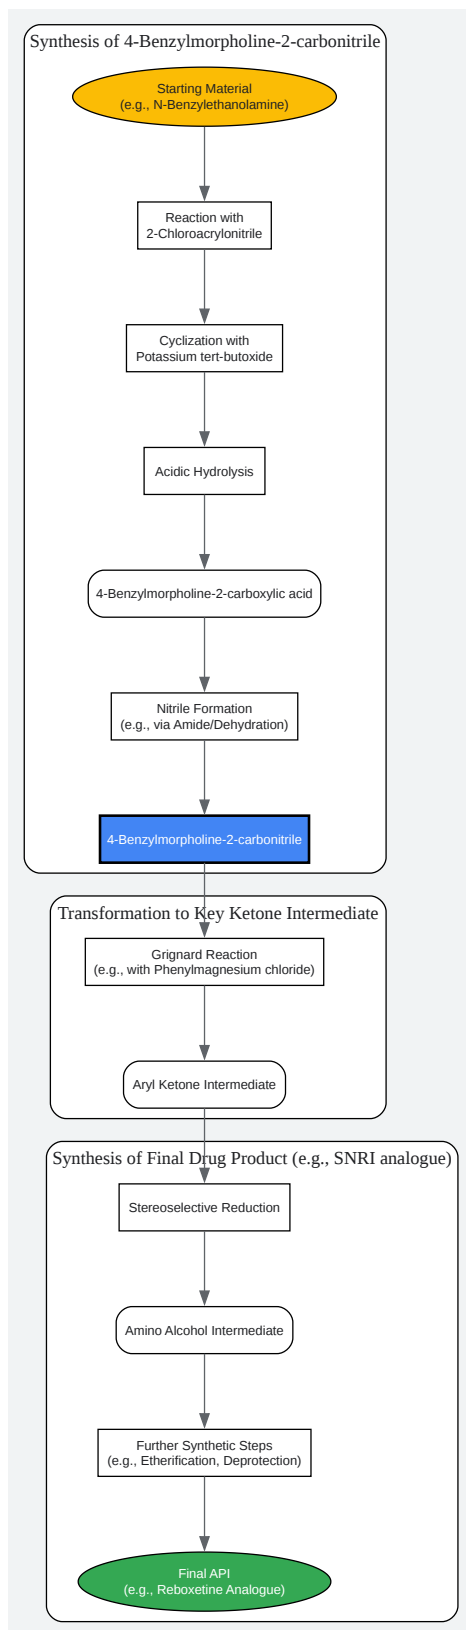 Synthesis of 4-Benzylmorpholine-2-carbonitrile
Starting Material
(e.g., N-Benzylethanolamine)
Reaction with
2-Chloroacrylonitrile
Cyclization with
Potassium tert-butoxide
Acidic Hydrolysis
4-Benzylmorpholine-2-carboxylic acid
Nitrile Formation
(e.g., via Amide/Dehydration)
4-Benzylmorpholine-2-carbonitrile
Transformation to Key Ketone Intermediate
Grignard Reaction
(e.g., with Phenylmagnesium chloride)
Aryl Ketone Intermediate
Synthesis of Final Drug Product (e.g., SNRI analogue)
Stereoselective Reduction
Amino Alcohol Intermediate
Further Synthetic Steps
(e.g., Etherification, Deprotection)
Final API
(e.g., Reboxetine Analogue)